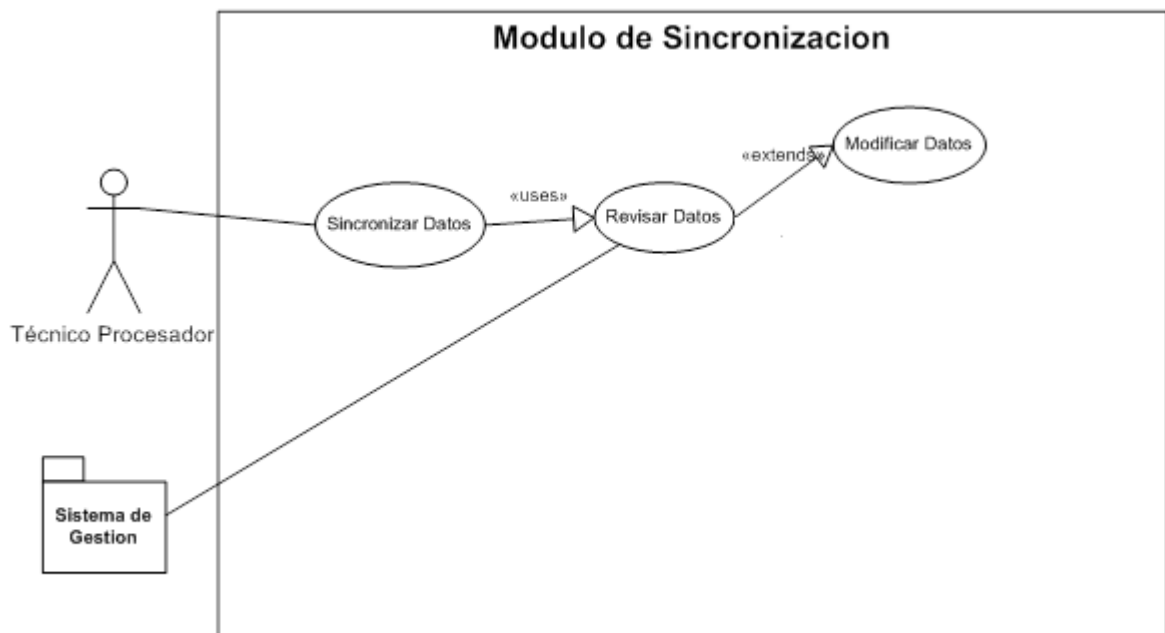 Modulo de Sincronizacion
Modificar Datos
«extends»
«uses»
Revisar Datos
Sincronizar Datos
Técnico Procesador
Sistema de
Gestion